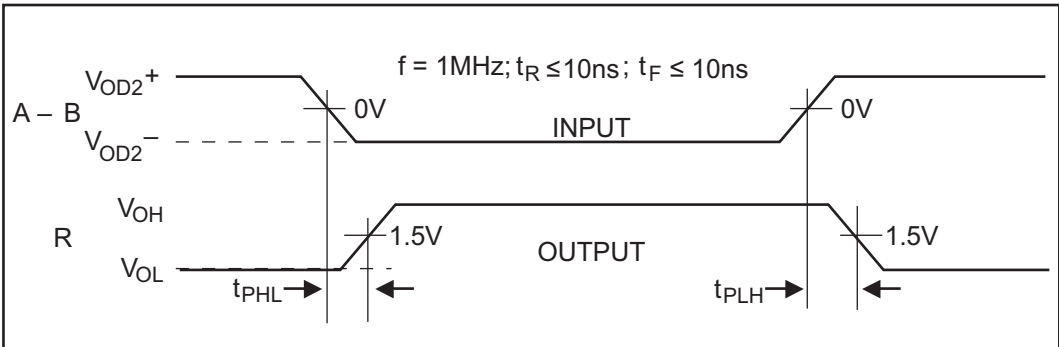 f = 1MHz; tR ≤ 10ns; tF ≤ 10ns
VOD2+
A – B
0V
0V
INPUT
VOD2–
VOH
R
1.5V
1.5V
OUTPUT
VOL
tPHL
tPLH